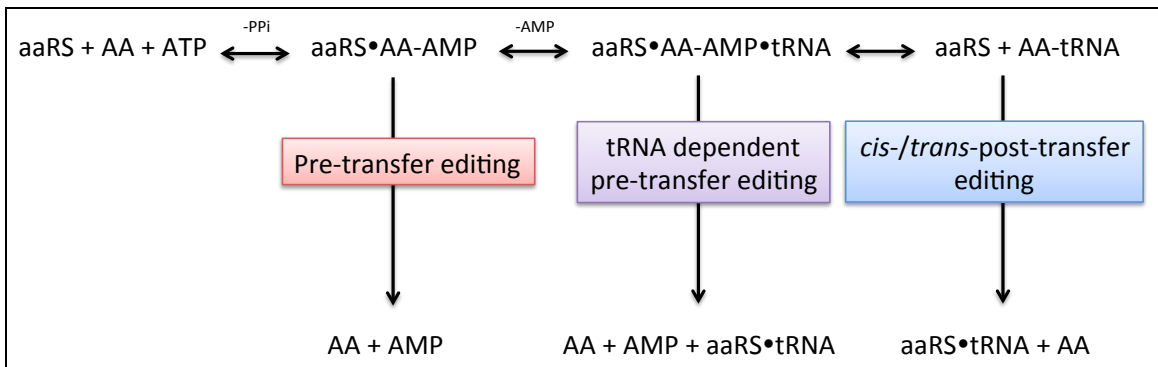 -PPi -AMP
aaRS + AA + ATP aaRS•AA-AMP aaRS•AA-AMP•tRNA aaRS + AA-tRNA
Pre-transfer editing
tRNA dependent
pre-transfer editing
cis-/trans-post-transfer
editing
AA + AMP AA + AMP + aaRS•tRNA aaRS•tRNA + AA